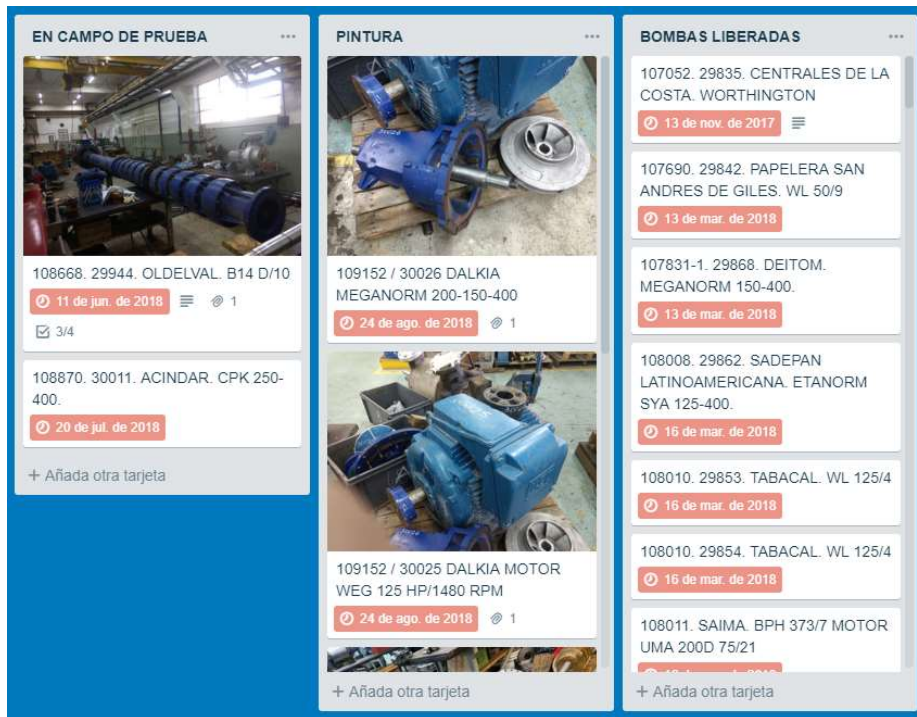 EN CAMPO DE PRUEBA
108668. 29944. OLDELVAL. B14 D/10
11 de jun. de 2018
1
3/4
108870. 30011. ACINDAR. CPK 250-
400.
20 de jul. de 2018
+ Añada otra tarjeta
PINTURA
109152 / 30026 DALKIA
MEGANORM 200-150-400
24 de ago. de 2018
1
109152 / 30025 DALKIA MOTOR
WEG 125 HP/1480 RPM
24 de ago. de 2018
1
+ Añada otra tarjeta
BOMBAS LIBERADAS
107052. 29835. CENTRALES DE LA
COSTA. WORTHINGTON
13 de nov. de 2017
107690. 29842. PAPELERA SAN
ANDRES DE GILES. WL 50/9
13 de mar. de 2018
107831-1. 29868. DEITOM.
MEGANORM 150-400.
13 de mar. de 2018
108008. 29862. SADEPAN
LATINOAMERICANA. ETANORM
SYA 125-400.
16 de mar. de 2018
108010. 29853. TABACAL. WL 125/4
16 de mar. de 2018
108010. 29854. TABACAL. WL 125/4
16 de mar. de 2018
108011. SAIMA. BPH 373/7 MOTOR
UMA 200D 75/21
+ Añada otra tarjeta